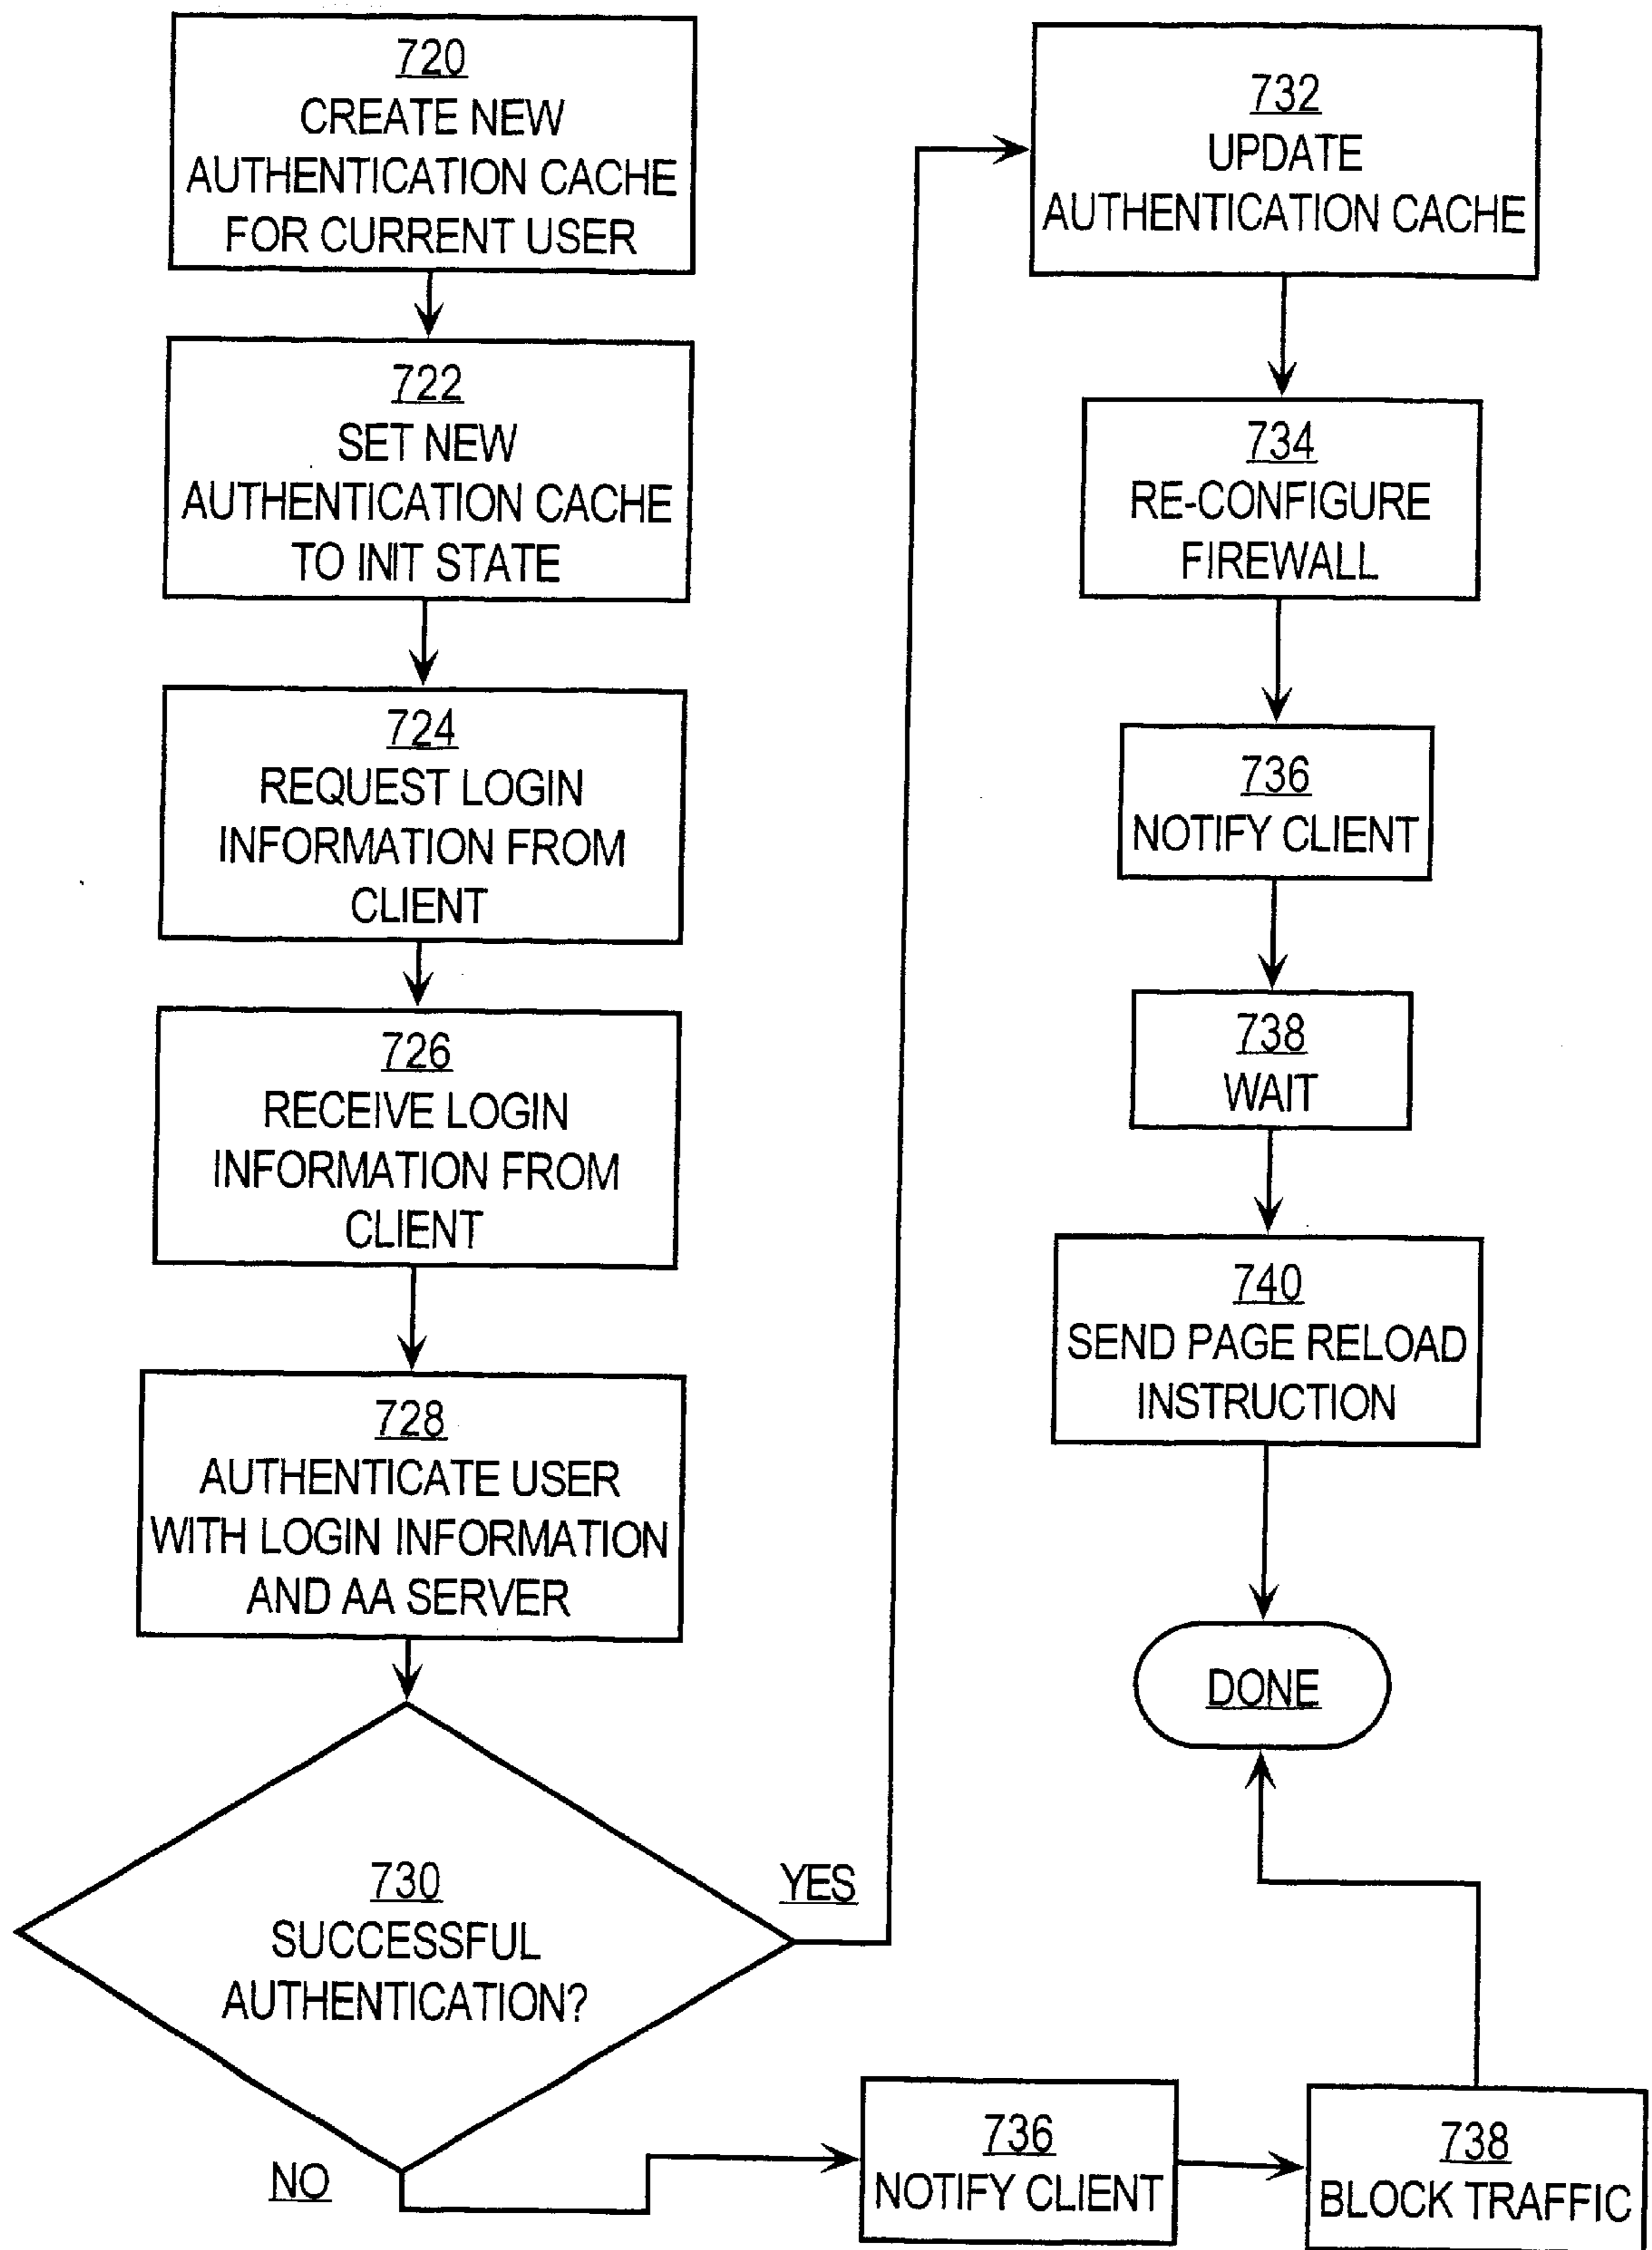 720
CREATE NEW
AUTHENTICATION CACHE
FOR CURRENT USER
722
SET NEW
AUTHENTICATION CACHE
TO INIT STATE
724
REQUEST LOGIN
INFORMATION FROM
CLIENT
726
RECEIVE LOGIN
INFORMATION FROM
CLIENT
728
AUTHENTICATE USER
WITH LOGIN INFORMATION
AND AA SERVER
730
SUCCESSFUL
AUTHENTICATION?
YES
NO
732
UPDATE
AUTHENTICATION CACHE
734
RE-CONFIGURE
FIREWALL
736
NOTIFY CLIENT
738
WAIT
740
SEND PAGE RELOAD
INSTRUCTION
DONE
736
NOTIFY CLIENT
738
BLOCK TRAFFIC